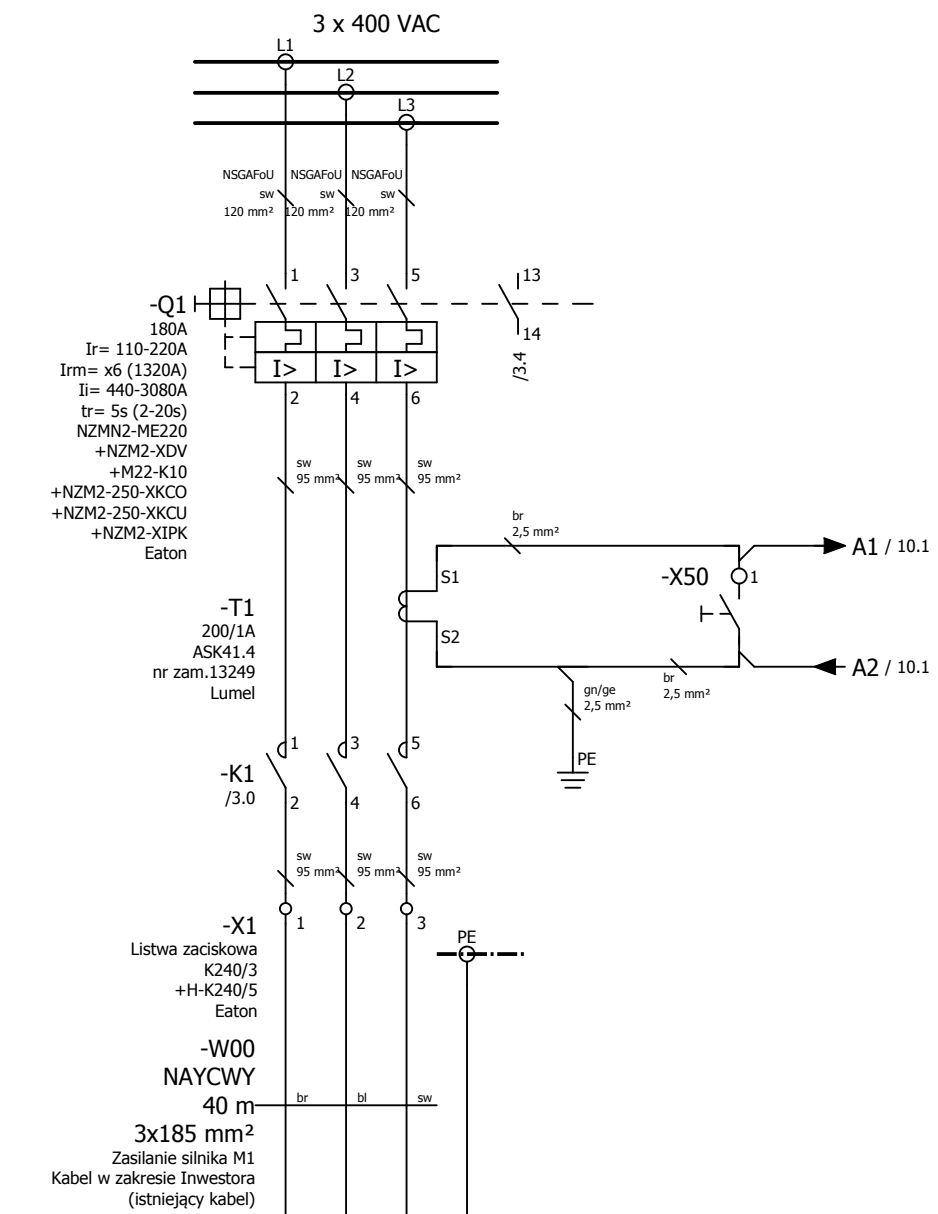 3 x 400 VAC
L1
L2
L3
NSGAFoU NSGAFoU NSGAFoU
sw sw sw
120 mm² 120 mm² 120 mm²
1 3 5 13
-Q1
14
/3.4
180A
Ir= 110-220A
Irm= x6 (1320A)
Ii= 440-3080A
tr= 5s (2-20s)
NZMN2-ME220
+NZM2-XDV
+M22-K10
+NZM2-250-XKCO
+NZM2-250-XKCU
+NZM2-XIPK
Eaton
I> I> I>
2 4 6
sw sw sw
95 mm² 95 mm² 95 mm²
br
2,5 mm²
A1 / 10.1
-X50 1
S1
S2
-T1
200/1A
ASK41.4
nr zam.13249
Lumel
A2 / 10.1
br
2,5 mm²
gn/ge
2,5 mm²
PE
1 3 5
-K1
/3.0
2 4 6
sw sw sw
95 mm² 95 mm² 95 mm²
-X1 1 2 3
Listwa zaciskowa
K240/3
+H-K240/5
Eaton
PE
-W00
NAYCWY
40 m
3x185 mm²
br bl sw
Zasilanie silnika M1
Kabel w zakresie Inwestora
(istniejący kabel)